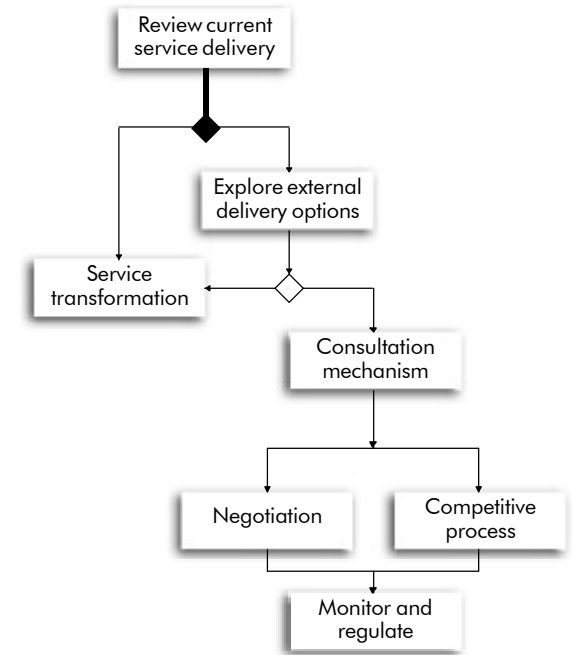 Review current
service delivery
Explore external
delivery options
Service
transformation
Consultation
mechanism
Negotiation
Competitive
process
Monitor and
regulate